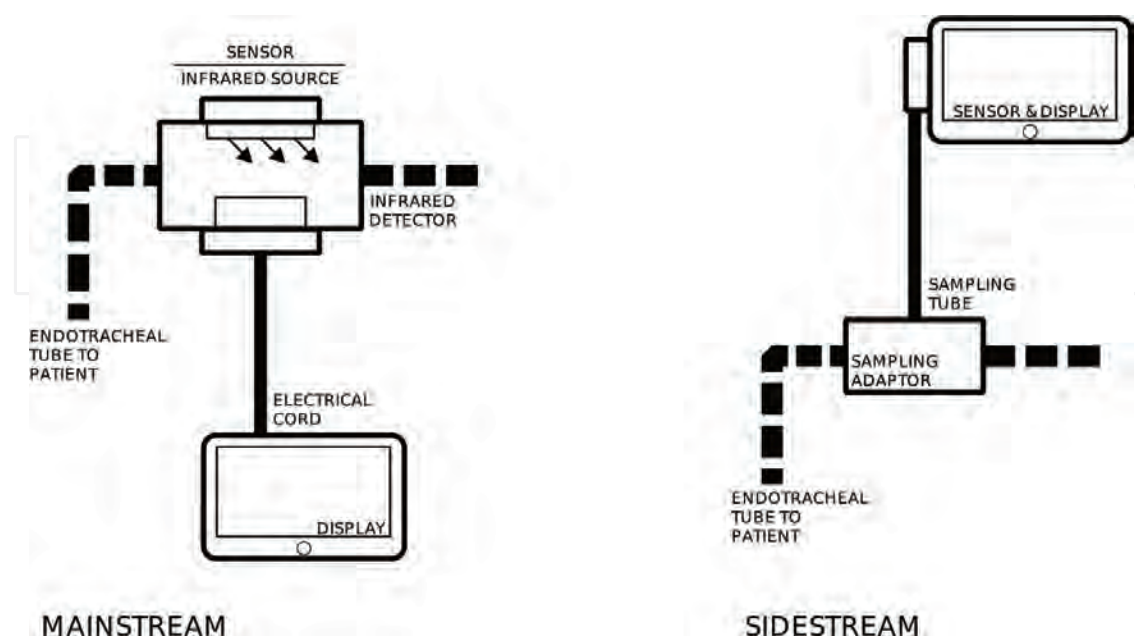 SENSOR
INFRARED SOURCE
INFRARED
DETECTOR
ENDOTRACHEAL
TUBE TO
PATIENT
ELECTRICAL
CORD
DISPLAY
MAINSTREAM
SENSOR & DISPLAY
SAMPLING
TUBE
SAMPLING
ADAPTOR
ENDOTRACHEAL
TUBE TO
PATIENT
SIDESTREAM